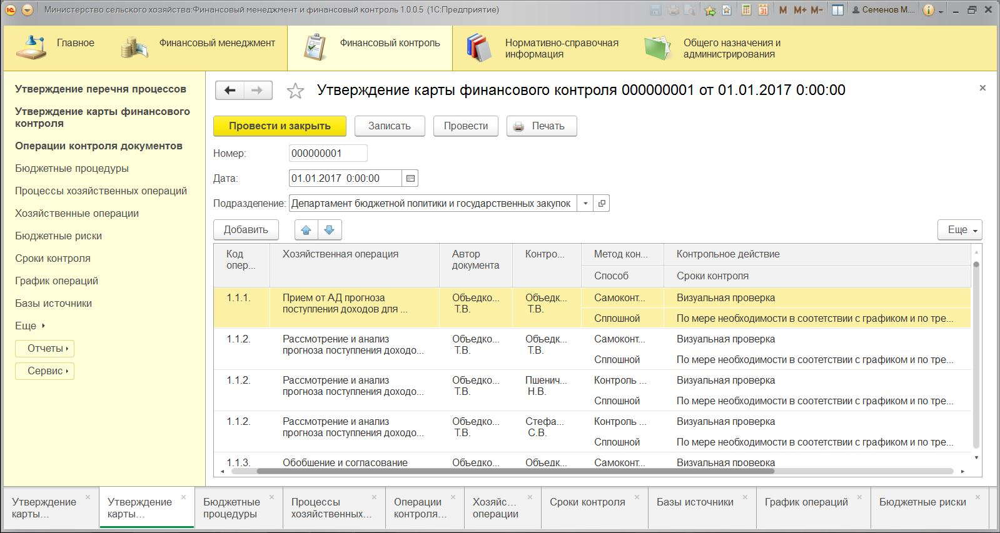 Министерство сельского хозяйства:Финансовый менеджмент и финансовый контроль 1.0.0.5 (1С:Предприятие)
M M+ M- Семенов М....
Главное
Финансовый менеджмент
Финансовый контроль
Нормативно-справочная
информация
Общего назначения и
администрирования
Утверждение перечня процессов
Утверждение карты финансового
контроля
Операции контроля документов
Бюджетные процедуры
Процессы хозяйственных операций
Хозяйственные операции
Бюджетные риски
Сроки контроля
График операций
Базы источники
Еще
Отчеты
Сервис
Утверждение карты финансового контроля 000000001 от 01.01.2017 0:00:00
Провести и закрыть Записать Провести Печать
Номер: 000000001
Дата: 01.01.2017 0:00:00
Подразделение: Департамент бюджетной политики и государственных закупок
Добавить Еще
Код
опер...
Хозяйственная операция
Автор
документа
Контро...
Метод кон...
Способ
Контрольное действие
Сроки контроля
1.1.1.
Прием от АД прогноза
поступления доходов для ...
Объедко...
Т.В.
Объедк...
Т.В.
Самоконт...
Сплошной
Визуальная проверка
По мере необходимости в соотетствии с графиком и по тре...
1.1.2.
Рассмотрение и анализ
прогноза поступления доходо...
Объедко...
Т.В.
Объедк...
Т.В.
Самоконт...
Сплошной
Визуальная проверка
По мере необходимости в соотетствии с графиком и по тре...
1.1.2.
Рассмотрение и анализ
прогноза поступления доходо...
Объедко...
Т.В.
Пшенич...
Н.В.
Контроль ...
Сплошной
Визуальная проверка
По мере необходимости в соотетствии с графиком и по тре...
1.1.2.
Рассмотрение и анализ
прогноза поступления доходо...
Объедко...
Т.В.
Стефа...
С.В.
Контроль ...
Сплошной
Визуальная проверка
По мере необходимости в соотетствии с графиком и по тре...
1.1.3.
Обобщение и согласование
Объедко...
Объедк...
Самоконт...
Визуальная проверка
Утверждение
карты...
Утверждение
карты...
Бюджетные
процедуры
Процессы
хозяйственных...
Операции
контроля...
Хозяйс...
операции
Сроки контроля
Базы источники
График операций
Бюджетные риски